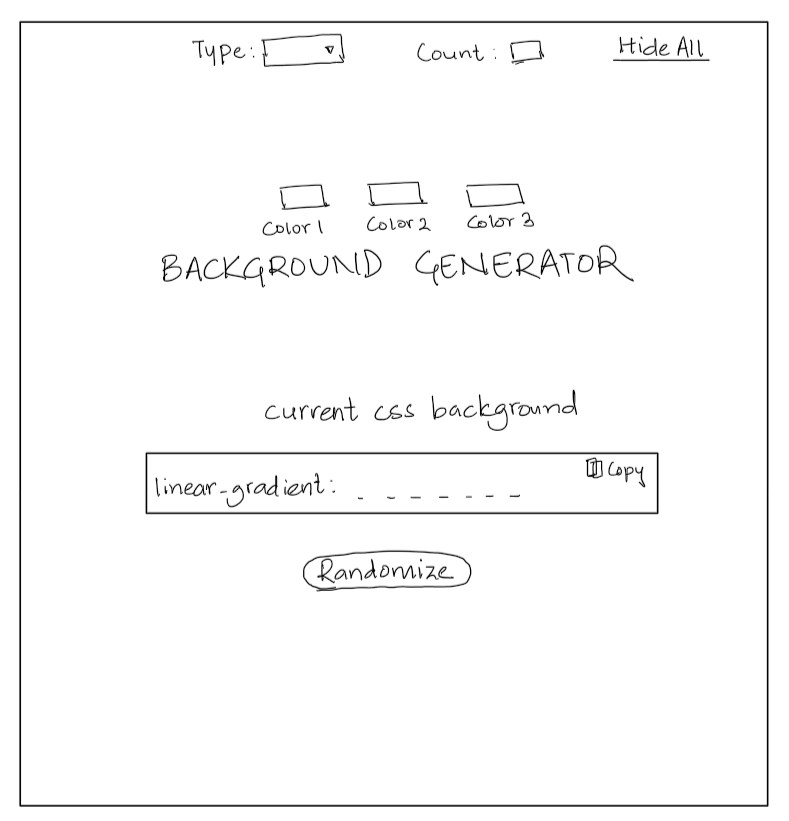 Type: Count: Hide All
Color 1 Color 2 Color 3
BACKGROUND GENERATOR
current css background
linear-gradient: _ _ _ _ _ _ Copy
Randomize